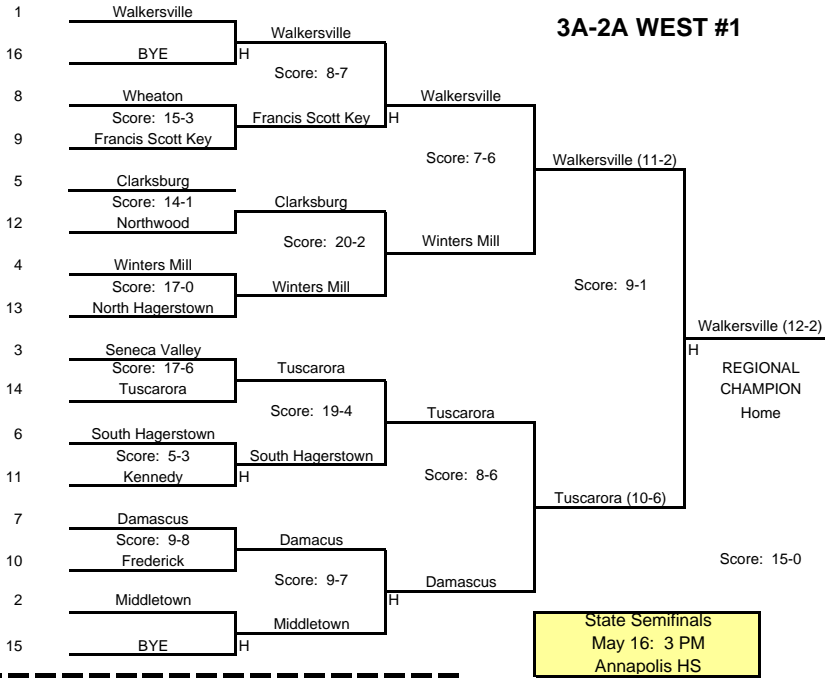 3A-2A WEST #1
1 Walkersville
Walkersville
16 BYE H
Score: 8-7
8 Wheaton
Walkersville
Score: 15-3
Francis Scott Key H
9 Francis Scott Key
Score: 7-6
Walkersville (11-2)
5 Clarksburg
Score: 14-1
Clarksburg
12 Northwood
Score: 20-2
Winters Mill
4 Winters Mill
Score: 17-0
Winters Mill
Score: 9-1
13 North Hagerstown
Walkersville (12-2)
H
REGIONAL
CHAMPION
Home
3 Seneca Valley
Score: 17-6
Tuscarora
14 Tuscarora
Score: 19-4
Tuscarora
6 South Hagerstown
Score: 5-3
South Hagerstown
11 Kennedy H
Score: 8-6
Tuscarora (10-6)
7 Damascus
Score: 9-8
Damacus
10 Frederick
Score: 15-0
Score: 9-7
Damascus
H
2 Middletown
Middletown
15 BYE H
State Semifinals
May 16: 3 PM
Annapolis HS